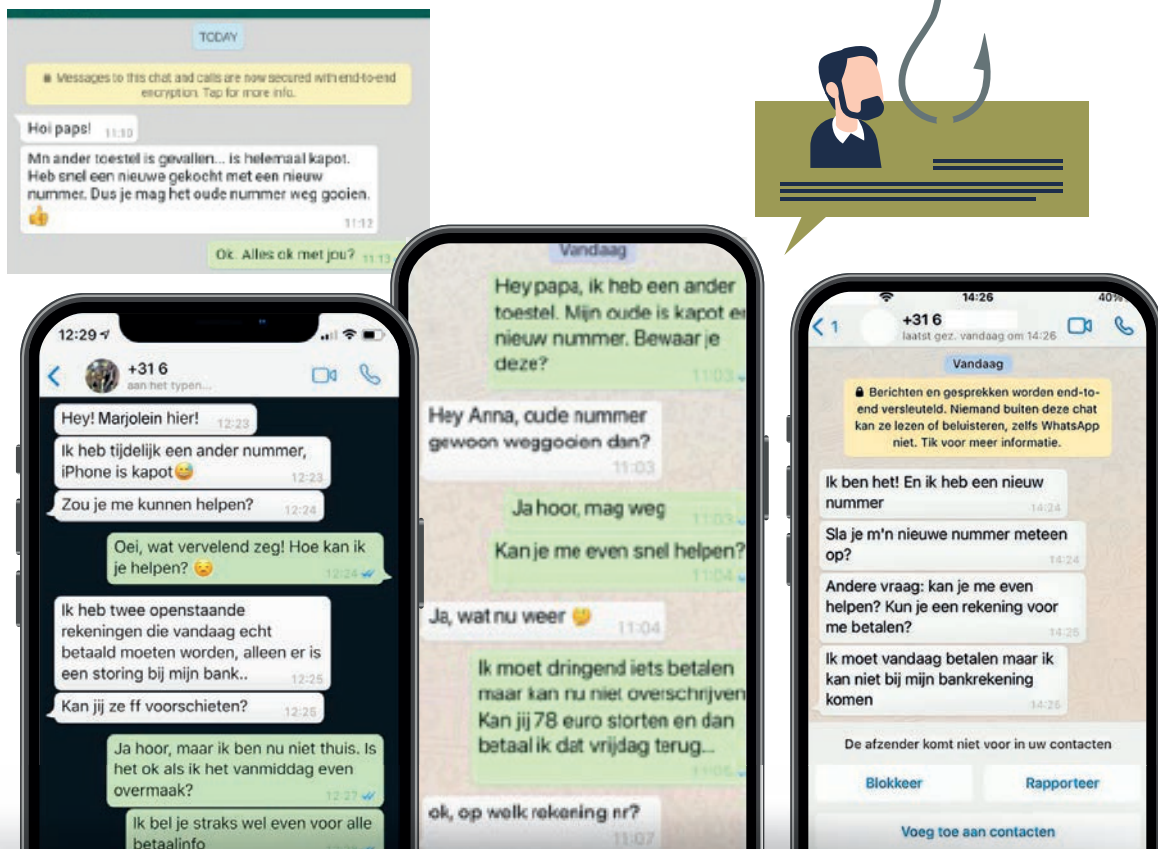 TODAY
Messages to this chat and calls are now secured with end-to-end
encryption. Tap for more info.
Hoi paps! 11:10
Mn ander toestel is gevallen... is helemaal kapot.
Heb snel een nieuwe gekocht met een nieuw
nummer. Dus je mag het oude nummer weg gooien.
👍 11:12
Ok. Alles ok met jou? 11:13
12:29
+31 6
aan het typen...
Hey! Marjolein hier! 12:23
Ik heb tijdelijk een ander nummer,
iPhone is kapot😅 12:23
Zou je me kunnen helpen? 12:24
Oei, wat vervelend zeg! Hoe kan ik
je helpen? 😟 12:24
Ik heb twee openstaande
rekeningen die vandaag echt
betaald moeten worden, alleen er is
een storing bij mijn bank.. 12:25
Kan jij ze ff voorschieten? 12:25
Ja hoor, maar ik ben nu niet thuis. Is
het ok als ik het vanmiddag even
overmaak? 12:27
Ik bel je straks wel even voor alle
betaalinfo
Vandaag
Hey papa, ik heb een ander
toestel. Mijn oude is kapot
nieuw nummer. Bewaar je
deze? 11:03
Hey Anna, oude nummer
gewoon weggooien dan?
11:03
Ja hoor, mag weg 11:03
Kan je me even snel helpen?
11:04
Ja, wat nu weer 🤔 11:04
Ik moet dringend iets betalen
maar kan nu niet overschrijven
Kan jij 78 euro storten en dan
betaal ik dat vrijdag terug...
11:05
ok, op welk rekening nr?
11:07
14:26 40%
1 +31 6
laatst gez. vandaag om 14:26
Vandaag
Berichten en gesprekken worden end-to-
end versleuteld. Niemand buiten deze chat
kan ze lezen of beluisteren, zelfs WhatsApp
niet. Tik voor meer informatie.
Ik ben het! En ik heb een nieuw
nummer 14:24
Sla je m'n nieuwe nummer meteen
op? 14:24
Andere vraag: kan je me even
helpen? Kun je een rekening voor
me betalen? 14:25
Ik moet vandaag betalen maar ik
kan niet bij mijn bankrekening
komen 14:25
De afzender komt niet voor in uw contacten
Blokkeer Rapporteer
Voeg toe aan contacten